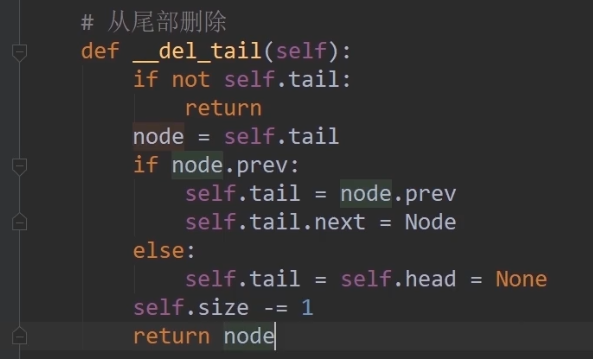 # 从尾部删除
def __del_tail(self):
if not self.tail:
return
node = self.tail
if node.prev:
self.tail = node.prev
self.tail.next = Node
else:
self.tail = self.head = None
self.size -= 1
return node